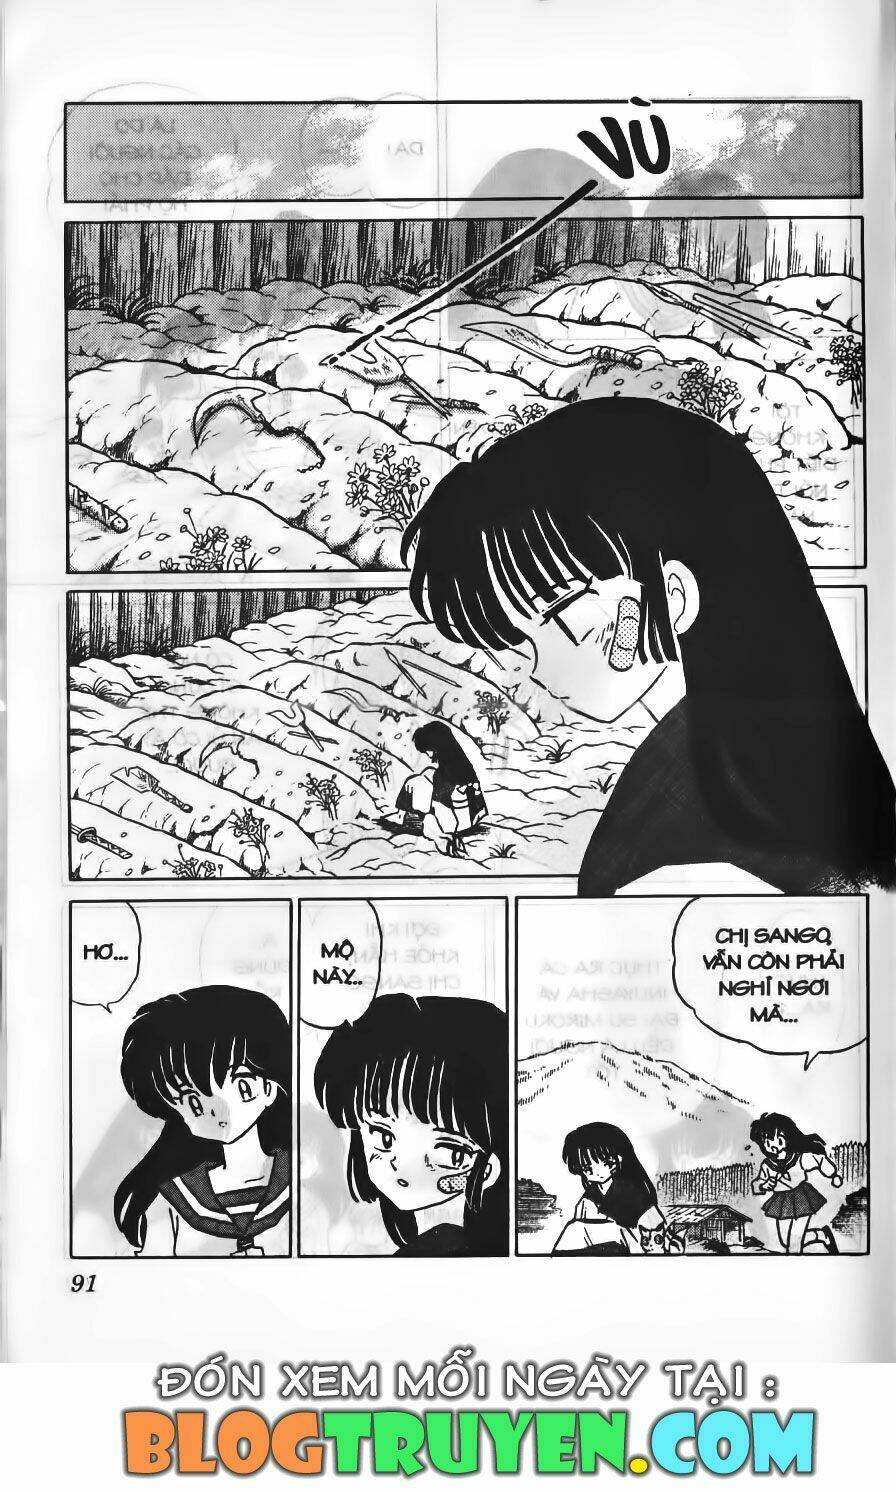 VÙ
CHỊ SANGO,
VẪN CÒN PHẢI
NGHỈ NGƠI
MÀ...
MỘ
NÀY...
HƠ...
91
ĐÓN XEM MỖI NGÀY TẠI :
BLOGTRUYEN.COM